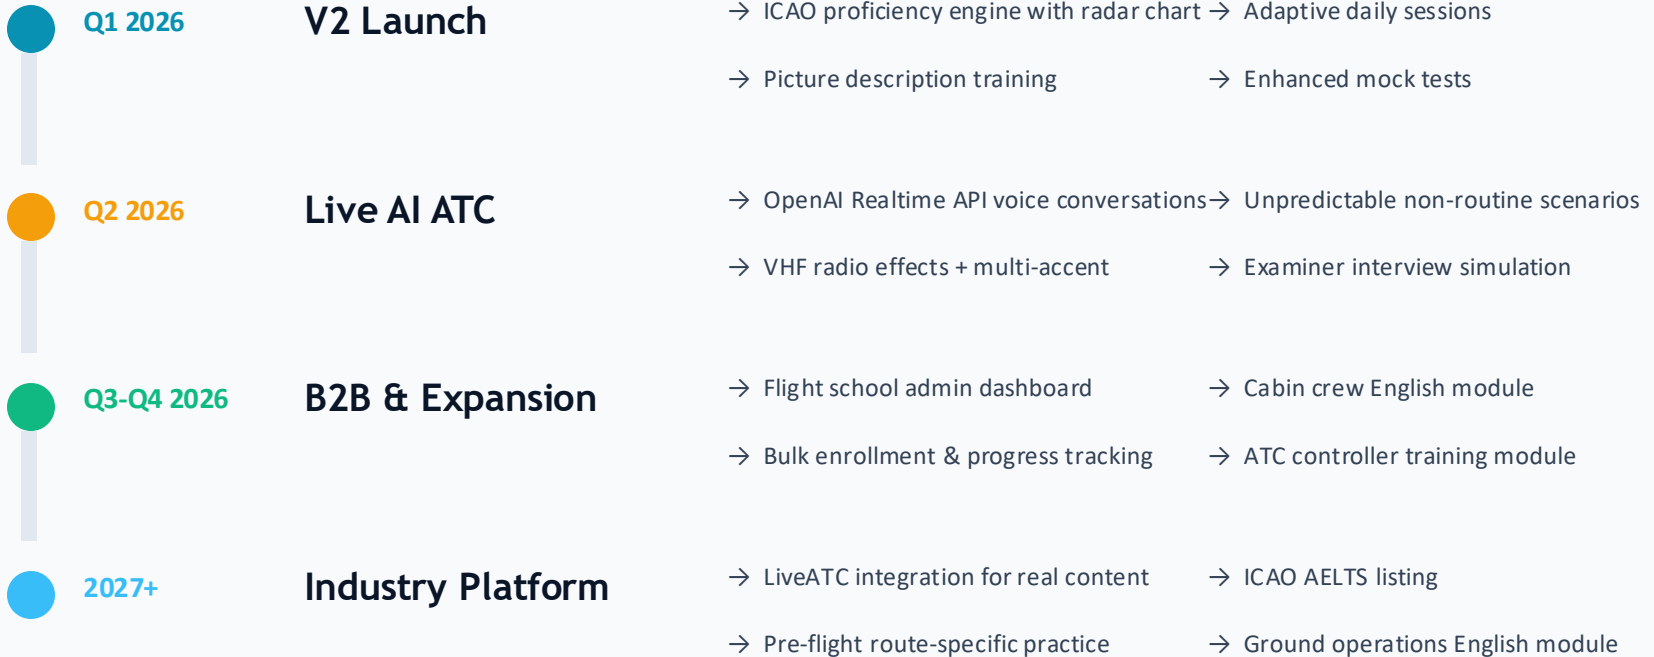 Q1 2026
V2 Launch
→ ICAO proficiency engine with radar chart → Adaptive daily sessions
→ Picture description training → Enhanced mock tests
Q2 2026
Live AI ATC
→ OpenAI Realtime API voice conversations → Unpredictable non-routine scenarios
→ VHF radio effects + multi-accent → Examiner interview simulation
Q3-Q4 2026
B2B & Expansion
→ Flight school admin dashboard → Cabin crew English module
→ Bulk enrollment & progress tracking → ATC controller training module
2027+
Industry Platform
→ LiveATC integration for real content → ICAO AELTS listing
→ Pre-flight route-specific practice → Ground operations English module